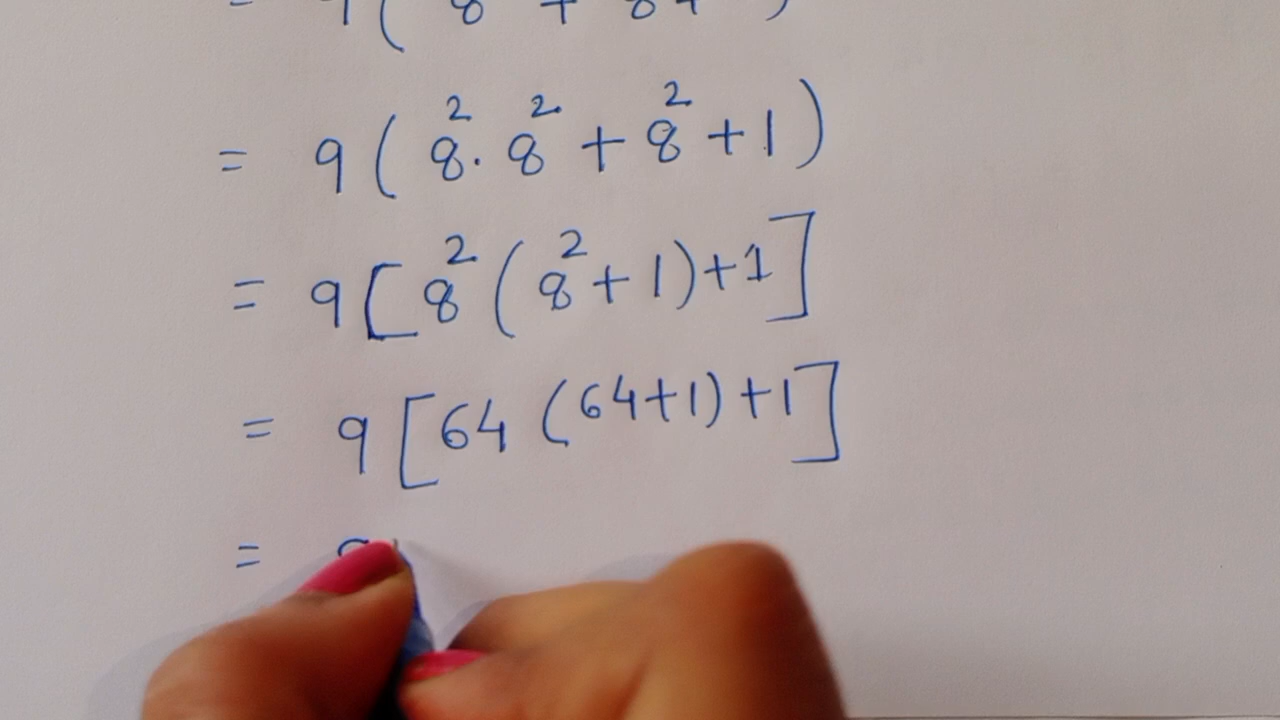 = 9(8².8² + 8² + 1)
= 9[8²(8² + 1) + 1]
= 9[64(64+1)+1]
=